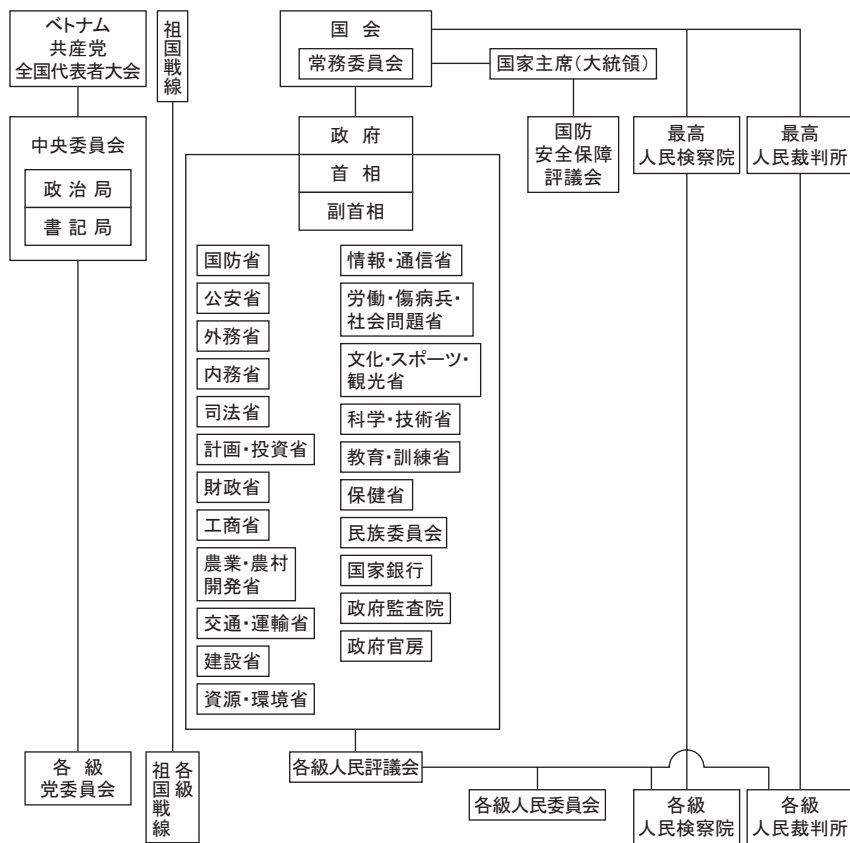 ベトナム
共産党
全国代表者大会
祖国戦線
国会
常務委員会
国家主席(大統領)
中央委員会
政治局
書記局
政府
首相
副首相
国防
安全保障
評議会
最高
人民検察院
最高
人民裁判所
国防省
公安省
外務省
内務省
司法省
計画・投資省
財政省
工商省
農業・農村
開発省
交通・運輸省
建設省
資源・環境省
情報・通信省
労働・傷病兵・
社会問題省
文化・スポーツ・
観光省
科学・技術省
教育・訓練省
保健省
民族委員会
国家銀行
政府監査院
政府官房
各級
党委員会
各級
祖国戦線
各級人民評議会
各級人民委員会
各級
人民検察院
各級
人民裁判所